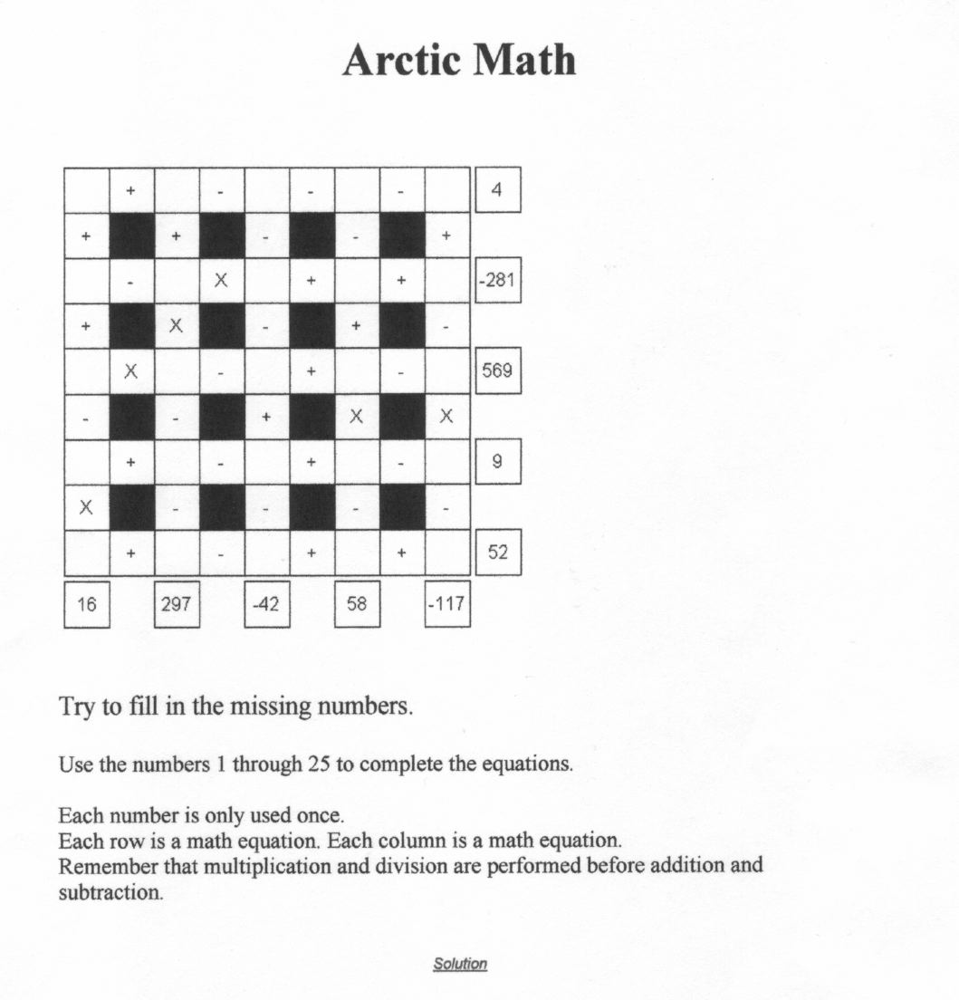 Arctic Math
+ - - - 4
+ + - - +
- X + + -281
+ X - + -
X - + - 569
- - + X X
+ - + - 9
X - - - -
+ - + + 52
16 297 -42 58 -117
Try to fill in the missing numbers.
Use the numbers 1 through 25 to complete the equations.
Each number is only used once.
Each row is a math equation. Each column is a math equation.
Remember that multiplication and division are performed before addition and
subtraction.
Solution